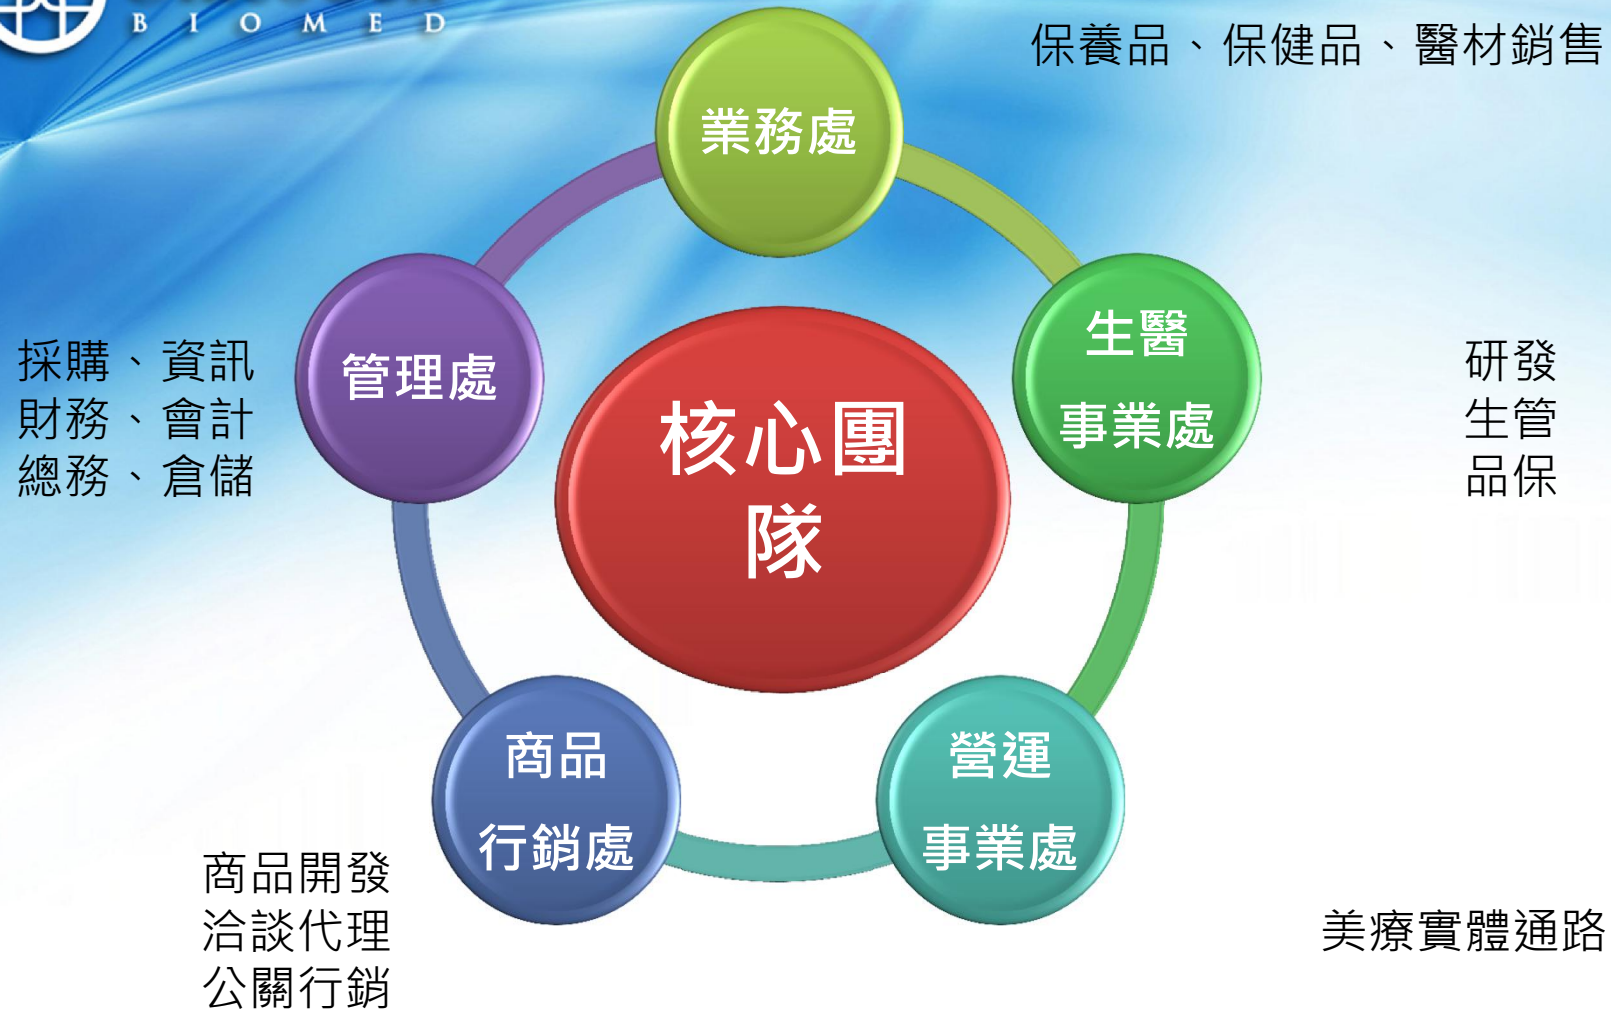 BIOMED
保養品、保健品、醫材銷售
業務處
生醫
事業處
研發
生管
品保
管理處
採購、資訊
財務、會計
總務、倉儲
核心團
隊
商品
行銷處
商品開發
洽談代理
公關行銷
營運
事業處
美療實體通路